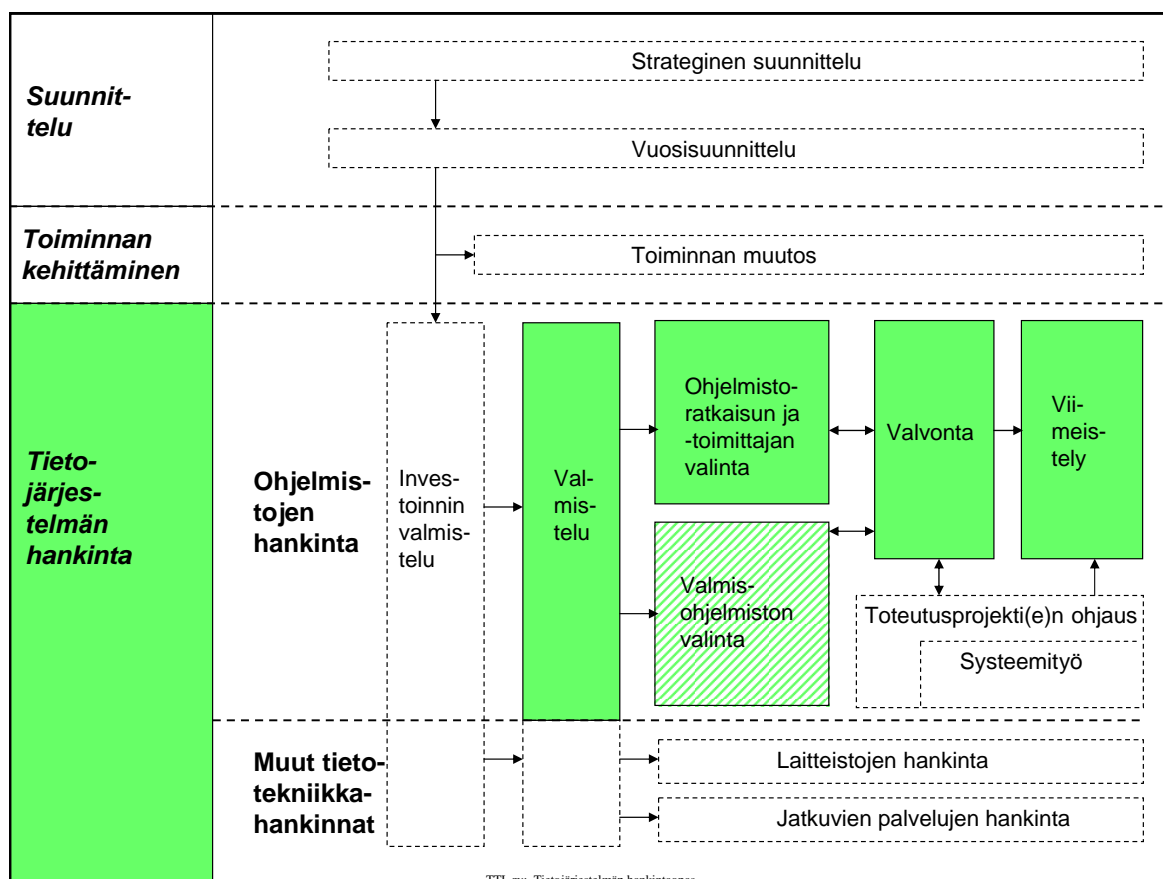 Strateginen suunnittelu
Suunnit-
telu
Vuosisuunnittelu
Toiminnan
kehittäminen
Toiminnan muutos
Tieto-
järjes-
telmän
hankinta
Ohjelmis-
tojen
hankinta
Inves-
toinnin
valmis-
telu
Val-
mis-
telu
Ohjelmisto-
ratkaisun ja
-toimittajan
valinta
Valmis-
ohjelmiston
valinta
Valvonta
Vii-
meis-
tely
Toteutusprojekti(e)n ohjaus
Systeemityö
Muut tieto-
tekniikka-
hankinnat
Laitteistojen hankinta
Jatkuvien palvelujen hankinta